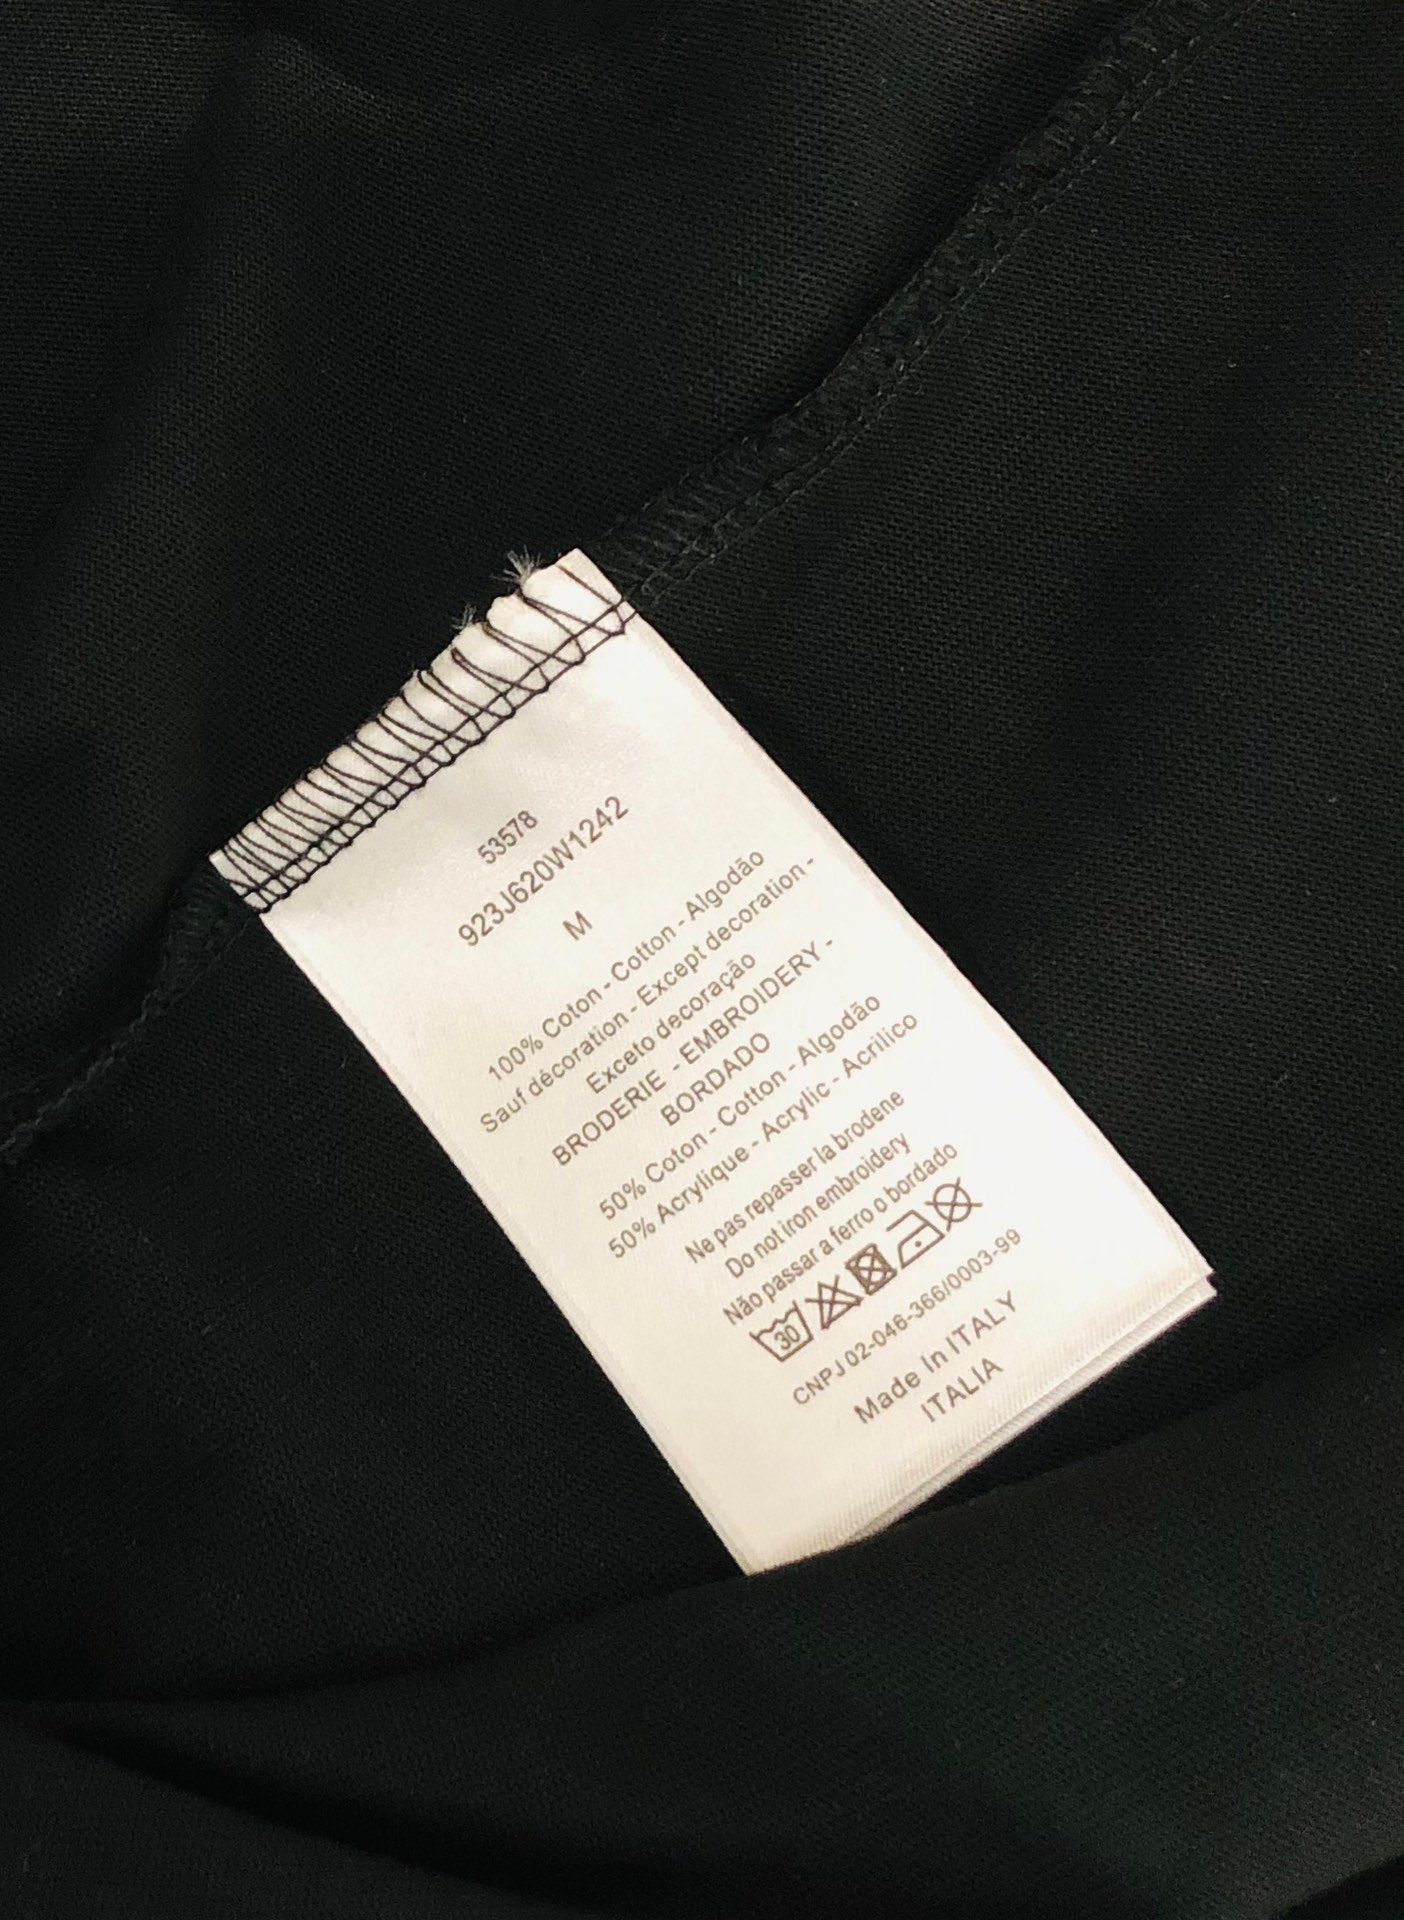 53578
923J620W1242
M
100% Coton - Cotton - Algodão
Sauf décoration - Except decoration -
Exceto decoração
BRODERIE - EMBROIDERY -
BORDADO
50% Coton - Cotton - Algodão
50% Acrylique - Acrylic - Acrilico
Ne pas repasser la brodene
Do not iron embroidery
Não passar a ferro o bordado
30
CNPJ 02-046-366/0003-99
Made In ITALY
ITALIA